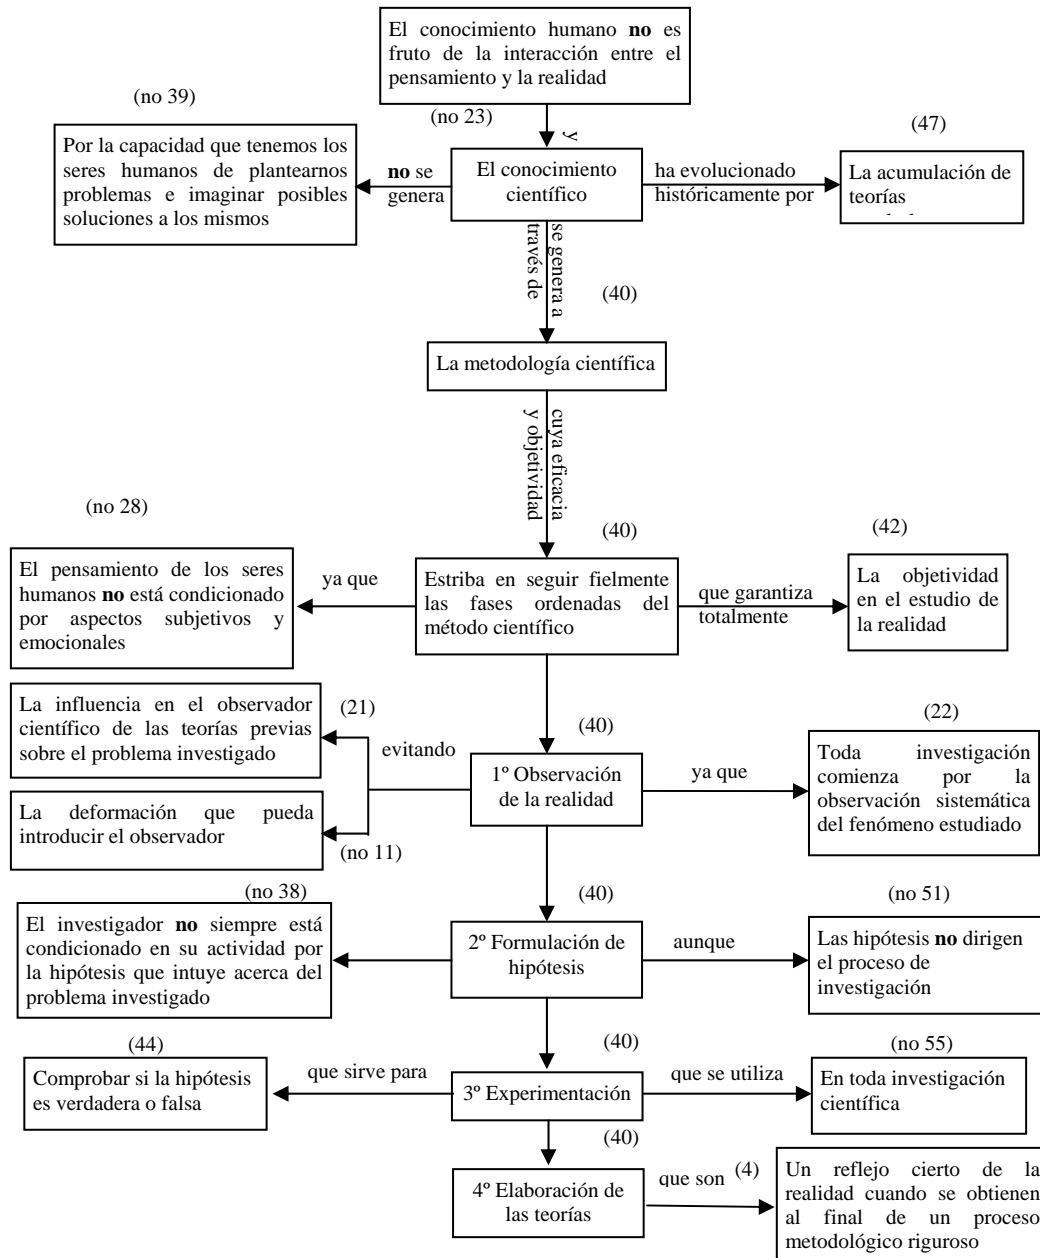 El conocimiento humano no es
fruto de la interacción entre el
pensamiento y la realidad
(no 39)
(no 23)
y
(47)
Por la capacidad que tenemos los
seres humanos de plantearnos
problemas e imaginar posibles
soluciones a los mismos
no se
genera
El conocimiento
científico
ha evolucionado
históricamente por
La acumulación de
teorías
se genera a
través de
(40)
La metodología científica
cuya eficacia
y objetividad
(no 28)
(40)
(42)
El pensamiento de los seres
humanos no está condicionado
por aspectos subjetivos y
emocionales
ya que
Estriba en seguir fielmente
las fases ordenadas del
método científico
que garantiza
totalmente
La objetividad
en el estudio de
la realidad
La influencia en el observador
científico de las teorías previas
sobre el problema investigado
(21)
(40)
(22)
evitando
1º Observación
de la realidad
ya que
Toda investigación
comienza por la
observación sistemática
del fenómeno estudiado
La deformación que pueda
introducir el observador
(no 11)
(no 38)
(40)
(no 51)
El investigador no siempre está
condicionado en su actividad por
la hipótesis que intuye acerca del
problema investigado
2º Formulación de
hipótesis
aunque
Las hipótesis no dirigen
el proceso de
investigación
(44)
(40)
(no 55)
Comprobar si la hipótesis
es verdadera o falsa
que sirve para
3º Experimentación
que se utiliza
En toda investigación
científica
(40)
4º Elaboración de
las teorías
que son
(4)
Un reflejo cierto de la
realidad cuando se obtienen
al final de un proceso
metodológico riguroso